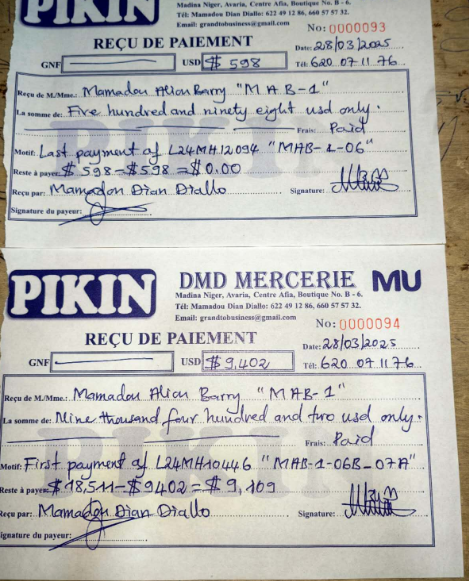 PIKIN
Madina Niger, Avaria, Centre Afia, Boutique No. B - 6.
Tél: Mamadou Dian Diallo: 622 49 12 86, 660 57 57 32.
Email: grandtobusiness@gmail.com
No: 0000093
REÇU DE PAIEMENT
Date: 28/03/2025
GNF USD $ 598 Tél: 620 07 11 76
Reçu de M./Mme.: Mamadou Aliou Barry "M A B-1"
La somme de: Five hundred and ninety eight usd only.
Frais: Paid
Motif: Last payment of L24MH12094 "MAB-1-06"
Reste à payer: $ 598-$598 =$0.00
Reçu par: Mamadou Dian Diallo Signature:
Signature du payeur:
PIKIN
DMD MERCERIE MU
Madina Niger, Avaria, Centre Afia, Boutique No. B - 6.
Tél: Mamadou Dian Diallo: 622 49 12 86, 660 57 57 32.
Email: grandtobusiness@gmail.com
No: 0000094
REÇU DE PAIEMENT
Date: 28/03/2025
GNF USD $ 9,402 Tél: 620 07 11 76
Reçu de M./Mme.: Mamadou Aliou Barry "M AB-1"
La somme de: Nine thousand four hundred and two usd only.
Frais: Paid
Motif: First payment of L24MH10446 "MAB-1-06B-07A"
Reste à payer: $18,511-$9402=$ 9,109
Reçu par: Mamadou Dian Diallo Signature:
Signature du payeur: